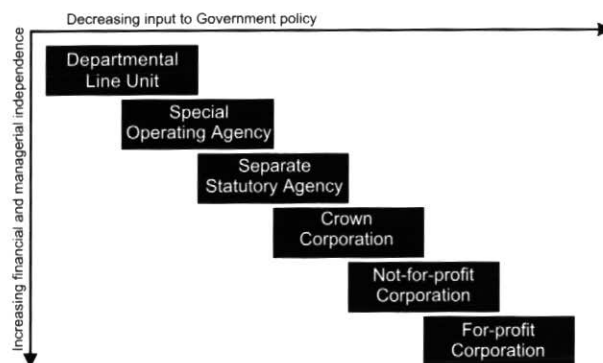 Decreasing input to Government policy
Increasing financial and managerial independence
Departmental
Line Unit
Special
Operating Agency
Separate
Statutory Agency
Crown
Corporation
Not-for-profit
Corporation
For-profit
Corporation